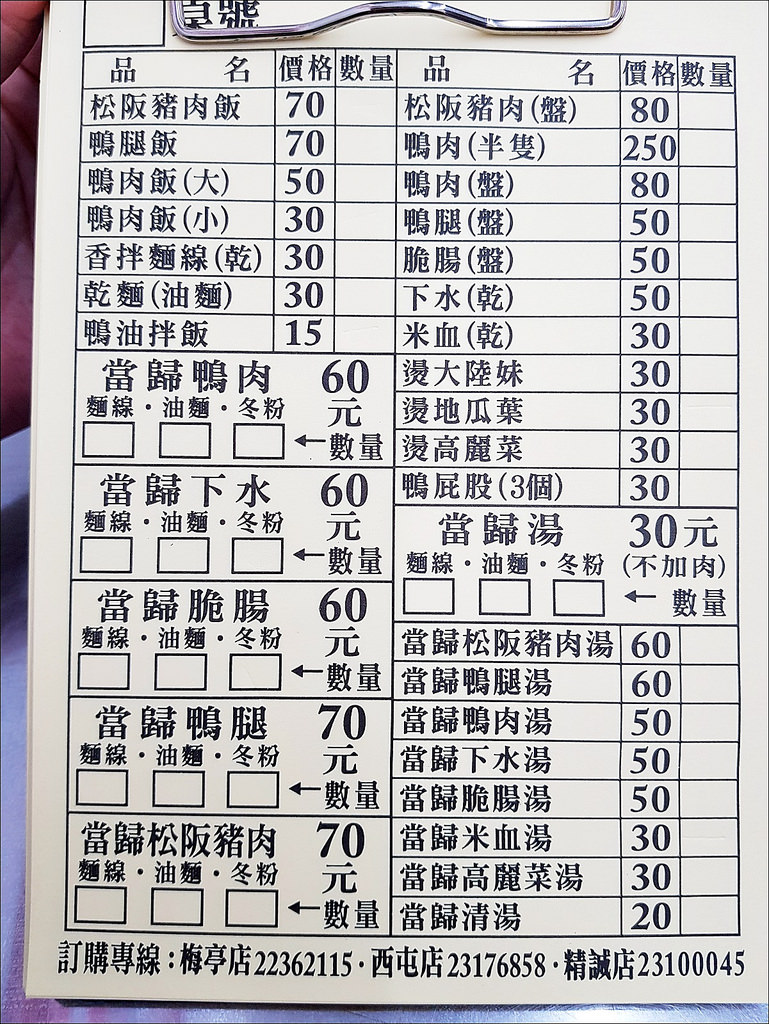 桌號
品名 價格 數量
松阪豬肉飯 70
鴨腿飯 70
鴨肉飯(大) 50
鴨肉飯(小) 30
香拌麵線(乾) 30
乾麵(油麵) 30
鴨油拌飯 15
當歸鴨肉 60元
麵線·油麵·冬粉
←數量
當歸下水 60元
麵線·油麵·冬粉
←數量
當歸脆腸 60元
麵線·油麵·冬粉
←數量
當歸鴨腿 70元
麵線·油麵·冬粉
←數量
當歸松阪豬肉 70元
麵線·油麵·冬粉
←數量
品名 價格 數量
松阪豬肉(盤) 80
鴨肉(半隻) 250
鴨肉(盤) 80
鴨腿(盤) 50
脆腸(盤) 50
下水(乾) 50
米血(乾) 30
燙大陸妹 30
燙地瓜葉 30
燙高麗菜 30
鴨屁股(3個) 30
當歸湯 30元
麵線·油麵·冬粉 (不加肉)
← 數量
當歸松阪豬肉湯 60
當歸鴨腿湯 60
當歸鴨肉湯 50
當歸下水湯 50
當歸脆腸湯 50
當歸米血湯 30
當歸高麗菜湯 30
當歸清湯 20
訂購專線:梅亭店22362115·西屯店23176858·精誠店23100045